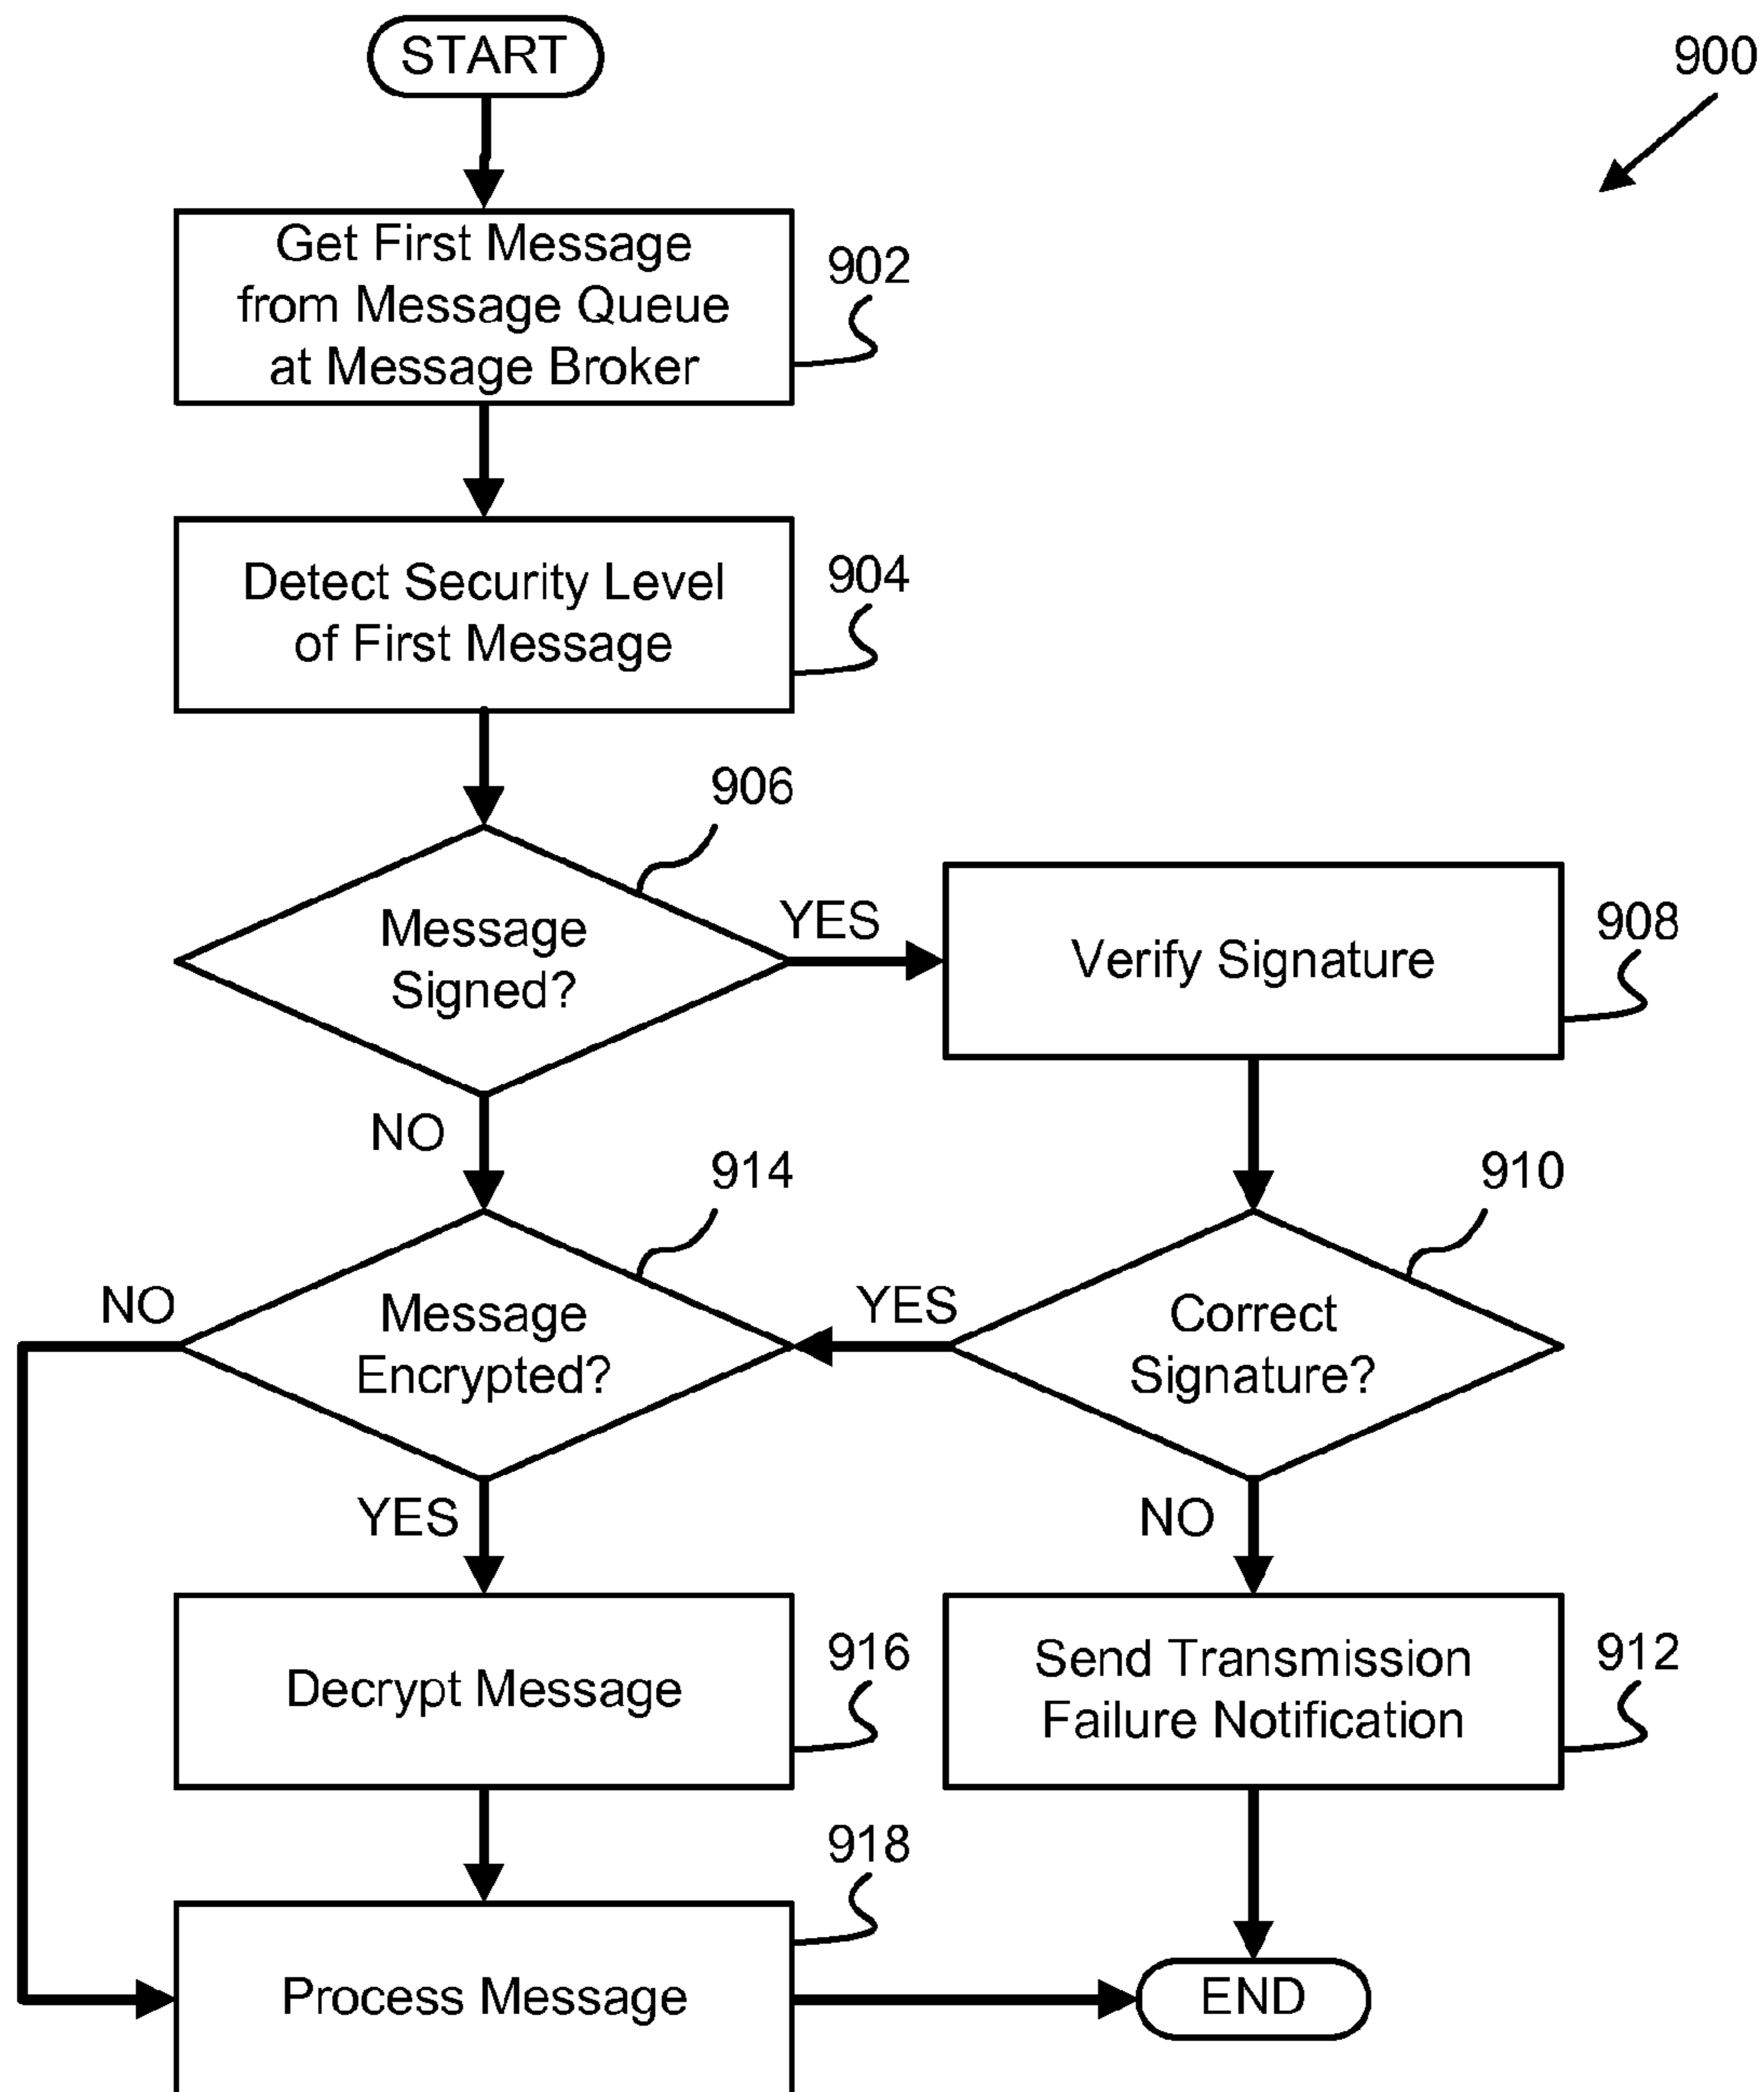 START
900
Get First Message
from Message Queue
at Message Broker
902
Detect Security Level
of First Message
904
906
Message
Signed?
YES
Verify Signature
908
NO
914
910
NO
Message
Encrypted?
YES
Correct
Signature?
YES
NO
Decrypt Message
916
Send Transmission
Failure Notification
912
918
Process Message
END